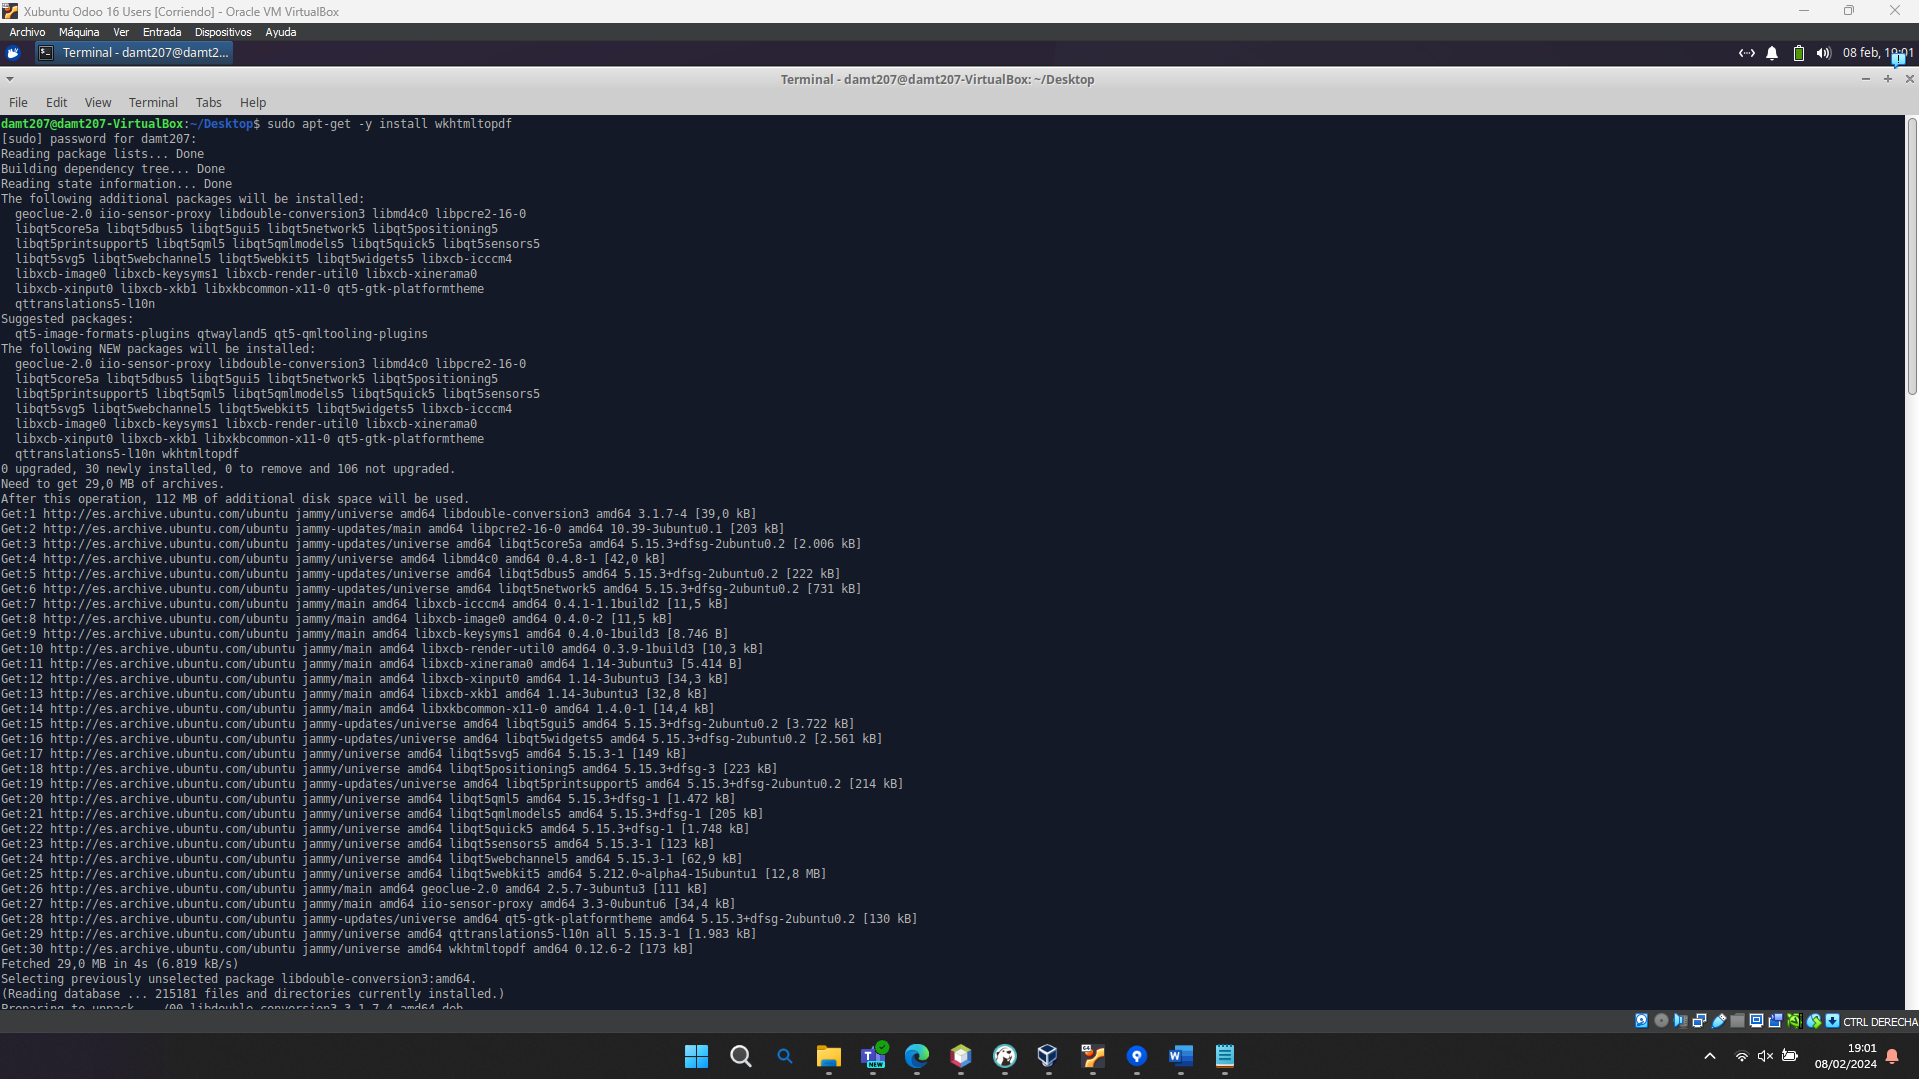 Xubuntu Odoo 16 Users [Corriendo] - Oracle VM VirtualBox
Archivo Máquina Ver Entrada Dispositivos Ayuda
Terminal - damt207@damt2... 08 feb, 19:01
Terminal - damt207@damt207-VirtualBox: ~/Desktop
File Edit View Terminal Tabs Help
damt207@damt207-VirtualBox:~/Desktop$ sudo apt-get -y install wkhtmltopdf
[sudo] password for damt207:
Reading package lists... Done
Building dependency tree... Done
Reading state information... Done
The following additional packages will be installed:
geoclue-2.0 iio-sensor-proxy libdouble-conversion3 libmd4c0 libpcre2-16-0
libqt5core5a libqt5dbus5 libqt5gui5 libqt5network5 libqt5positioning5
libqt5printsupport5 libqt5qml5 libqt5qmlmodels5 libqt5quick5 libqt5sensors5
libqt5svg5 libqt5webchannel5 libqt5webkit5 libqt5widgets5 libxcb-icccm4
libxcb-image0 libxcb-keysyms1 libxcb-render-util0 libxcb-xinerama0
libxcb-xinput0 libxcb-xkb1 libxkbcommon-x11-0 qt5-gtk-platformtheme
qttranslations5-l10n
Suggested packages:
qt5-image-formats-plugins qtwayland5 qt5-qmltooling-plugins
The following NEW packages will be installed:
geoclue-2.0 iio-sensor-proxy libdouble-conversion3 libmd4c0 libpcre2-16-0
libqt5core5a libqt5dbus5 libqt5gui5 libqt5network5 libqt5positioning5
libqt5printsupport5 libqt5qml5 libqt5qmlmodels5 libqt5quick5 libqt5sensors5
libqt5svg5 libqt5webchannel5 libqt5webkit5 libqt5widgets5 libxcb-icccm4
libxcb-image0 libxcb-keysyms1 libxcb-render-util0 libxcb-xinerama0
libxcb-xinput0 libxcb-xkb1 libxkbcommon-x11-0 qt5-gtk-platformtheme
qttranslations5-l10n wkhtmltopdf
0 upgraded, 30 newly installed, 0 to remove and 106 not upgraded.
Need to get 29,0 MB of archives.
After this operation, 112 MB of additional disk space will be used.
Get:1 http://es.archive.ubuntu.com/ubuntu jammy/universe amd64 libdouble-conversion3 amd64 3.1.7-4 [39,0 kB]
Get:2 http://es.archive.ubuntu.com/ubuntu jammy-updates/main amd64 libpcre2-16-0 amd64 10.39-3ubuntu0.1 [203 kB]
Get:3 http://es.archive.ubuntu.com/ubuntu jammy-updates/universe amd64 libqt5core5a amd64 5.15.3+dfsg-2ubuntu0.2 [2.006 kB]
Get:4 http://es.archive.ubuntu.com/ubuntu jammy/universe amd64 libmd4c0 amd64 0.4.8-1 [42,0 kB]
Get:5 http://es.archive.ubuntu.com/ubuntu jammy-updates/universe amd64 libqt5dbus5 amd64 5.15.3+dfsg-2ubuntu0.2 [222 kB]
Get:6 http://es.archive.ubuntu.com/ubuntu jammy-updates/universe amd64 libqt5network5 amd64 5.15.3+dfsg-2ubuntu0.2 [731 kB]
Get:7 http://es.archive.ubuntu.com/ubuntu jammy/main amd64 libxcb-icccm4 amd64 0.4.1-1.1build2 [11,5 kB]
Get:8 http://es.archive.ubuntu.com/ubuntu jammy/main amd64 libxcb-image0 amd64 0.4.0-2 [11,5 kB]
Get:9 http://es.archive.ubuntu.com/ubuntu jammy/main amd64 libxcb-keysyms1 amd64 0.4.0-1build3 [8.746 B]
Get:10 http://es.archive.ubuntu.com/ubuntu jammy/main amd64 libxcb-render-util0 amd64 0.3.9-1build3 [10,3 kB]
Get:11 http://es.archive.ubuntu.com/ubuntu jammy/main amd64 libxcb-xinerama0 amd64 1.14-3ubuntu3 [5.414 B]
Get:12 http://es.archive.ubuntu.com/ubuntu jammy/main amd64 libxcb-xinput0 amd64 1.14-3ubuntu3 [34,3 kB]
Get:13 http://es.archive.ubuntu.com/ubuntu jammy/main amd64 libxcb-xkb1 amd64 1.14-3ubuntu3 [32,8 kB]
Get:14 http://es.archive.ubuntu.com/ubuntu jammy/main amd64 libxkbcommon-x11-0 amd64 1.4.0-1 [14,4 kB]
Get:15 http://es.archive.ubuntu.com/ubuntu jammy-updates/universe amd64 libqt5gui5 amd64 5.15.3+dfsg-2ubuntu0.2 [3.722 kB]
Get:16 http://es.archive.ubuntu.com/ubuntu jammy-updates/universe amd64 libqt5widgets5 amd64 5.15.3+dfsg-2ubuntu0.2 [2.561 kB]
Get:17 http://es.archive.ubuntu.com/ubuntu jammy/universe amd64 libqt5svg5 amd64 5.15.3-1 [149 kB]
Get:18 http://es.archive.ubuntu.com/ubuntu jammy/universe amd64 libqt5positioning5 amd64 5.15.3+dfsg-3 [223 kB]
Get:19 http://es.archive.ubuntu.com/ubuntu jammy-updates/universe amd64 libqt5printsupport5 amd64 5.15.3+dfsg-2ubuntu0.2 [214 kB]
Get:20 http://es.archive.ubuntu.com/ubuntu jammy/universe amd64 libqt5qml5 amd64 5.15.3+dfsg-1 [1.472 kB]
Get:21 http://es.archive.ubuntu.com/ubuntu jammy/universe amd64 libqt5qmlmodels5 amd64 5.15.3+dfsg-1 [205 kB]
Get:22 http://es.archive.ubuntu.com/ubuntu jammy/universe amd64 libqt5quick5 amd64 5.15.3+dfsg-1 [1.748 kB]
Get:23 http://es.archive.ubuntu.com/ubuntu jammy/universe amd64 libqt5sensors5 amd64 5.15.3-1 [123 kB]
Get:24 http://es.archive.ubuntu.com/ubuntu jammy/universe amd64 libqt5webchannel5 amd64 5.15.3-1 [62,9 kB]
Get:25 http://es.archive.ubuntu.com/ubuntu jammy/universe amd64 libqt5webkit5 amd64 5.212.0~alpha4-15ubuntu1 [12,8 MB]
Get:26 http://es.archive.ubuntu.com/ubuntu jammy/main amd64 geoclue-2.0 amd64 2.5.7-3ubuntu3 [111 kB]
Get:27 http://es.archive.ubuntu.com/ubuntu jammy/main amd64 iio-sensor-proxy amd64 3.3-0ubuntu6 [34,4 kB]
Get:28 http://es.archive.ubuntu.com/ubuntu jammy-updates/universe amd64 qt5-gtk-platformtheme amd64 5.15.3+dfsg-2ubuntu0.2 [130 kB]
Get:29 http://es.archive.ubuntu.com/ubuntu jammy/universe amd64 qttranslations5-l10n all 5.15.3-1 [1.983 kB]
Get:30 http://es.archive.ubuntu.com/ubuntu jammy/universe amd64 wkhtmltopdf amd64 0.12.6-2 [173 kB]
Fetched 29,0 MB in 4s (6.819 kB/s)
Selecting previously unselected package libdouble-conversion3:amd64.
(Reading database ... 215181 files and directories currently installed.)
Preparing to unpack .../00-libdouble-conversion3_3.1.7-4_amd64.deb ...
CTRL DERECHA
NEW
19:01
08/02/2024